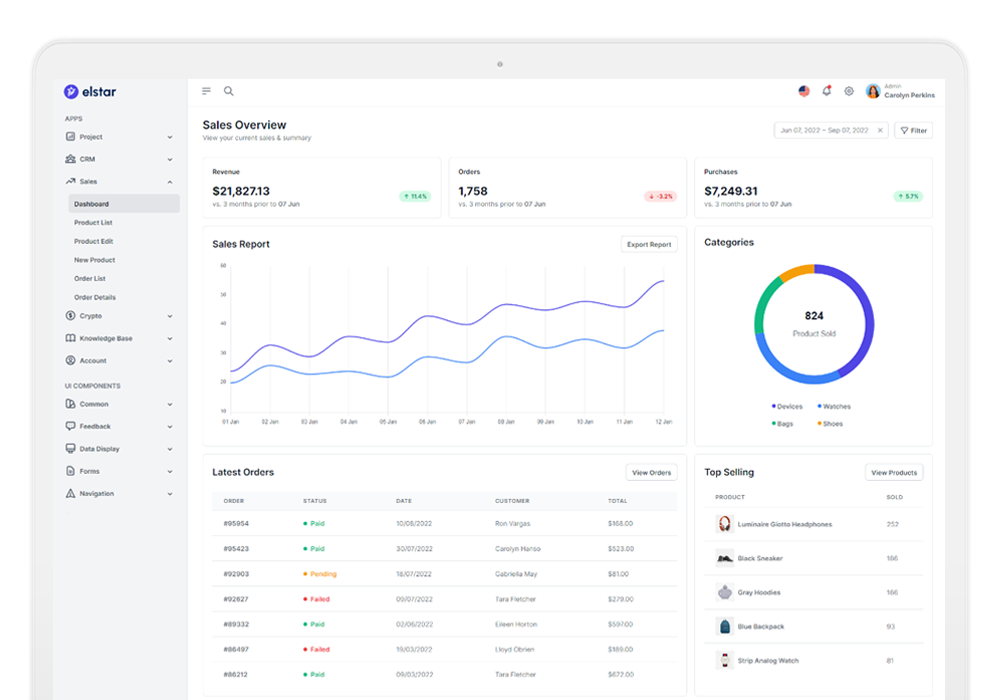 elstar
APPS
Project
CRM
Sales
Dashboard
Product List
Product Edit
New Product
Order List
Order Details
Crypto
Knowledge Base
Account
UI COMPONENTS
Common
Feedback
Data Display
Forms
Navigation
Admin
Carolyn Perkins
Sales Overview
View your current sales & summary
Jun 07, 2022 ~ Sep 07, 2022
Filter
Revenue
$21,827.13
vs. 3 months prior to 07 Jun
11.4%
Orders
1,758
vs. 3 months prior to 07 Jun
-3.2%
Purchases
$7,249.31
vs. 3 months prior to 07 Jun
5.7%
Sales Report
Export Report
60
50
40
30
20
10
01 Jan 02 Jan 03 Jan 04 Jan 05 Jan 06 Jan 07 Jan 08 Jan 09 Jan 10 Jan 11 Jan 12 Jan
Categories
824
Product Sold
Devices Watches
Bags Shoes
Latest Orders
View Orders
ORDER STATUS DATE CUSTOMER TOTAL
#95954 Paid 10/08/2022 Ron Vargas $168.00
#95423 Paid 30/07/2022 Carolyn Hanso $523.00
#92903 Pending 18/07/2022 Gabriella May $81.00
#92627 Failed 09/07/2022 Tara Fletcher $279.00
#89332 Paid 02/06/2022 Eileen Horton $597.00
#86497 Failed 19/03/2022 Lloyd Obrien $189.00
#86212 Paid 09/03/2022 Tara Fletcher $672.00
Top Selling
View Products
PRODUCT SOLD
Luminaire Giotto Headphones 252
Black Sneaker 186
Gray Hoodies 166
Blue Backpack 93
Strip Analog Watch 81